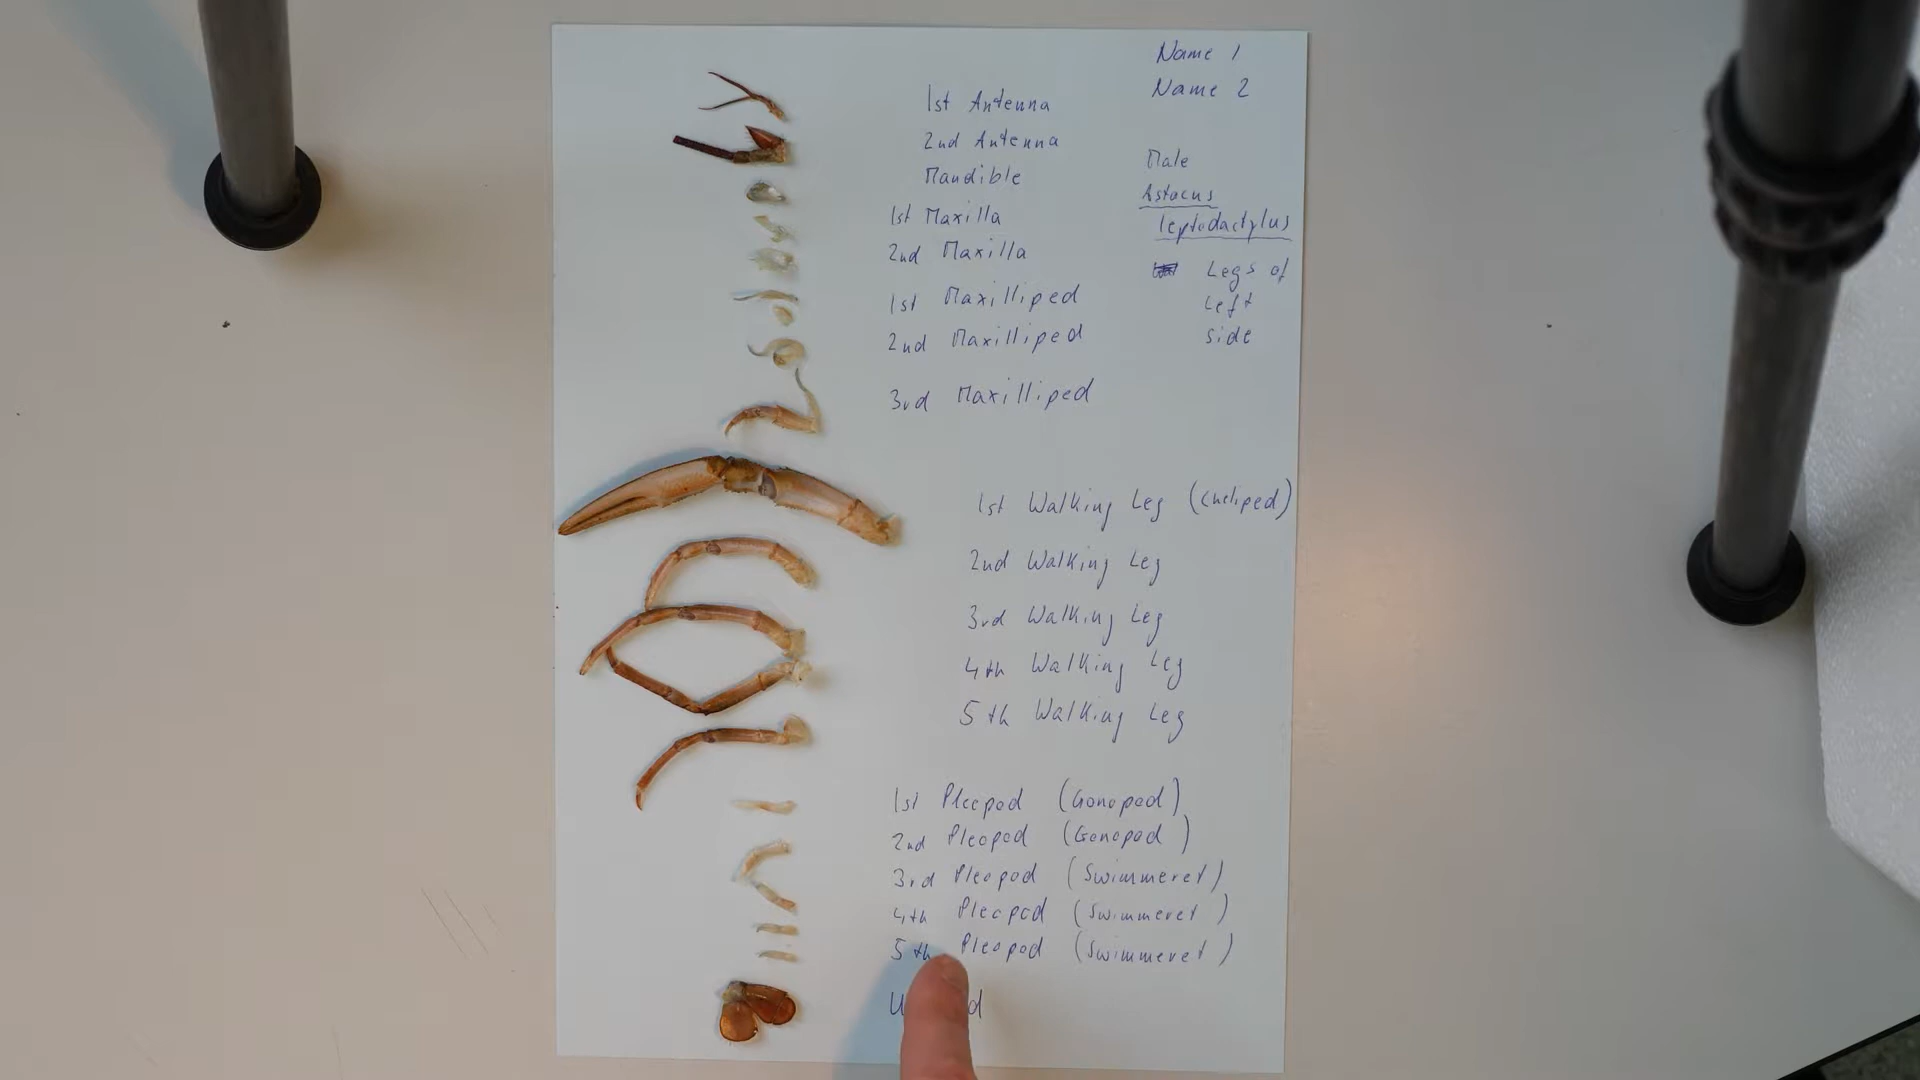 Name 1
Name 2
1st Antenna
2nd Antenna
Mandible
1st Maxilla
2nd Maxilla
1st Maxilliped
2nd Maxilliped
3rd Maxilliped
Male
Astacus
leptodactylus
Legs of
Left
side
1st Walking Leg (Cheliped)
2nd Walking Leg
3rd Walking Leg
4th Walking Leg
5th Walking Leg
1st Pleopod (Gonopod)
2nd Pleopod (Gonopod)
3rd Pleopod (Swimmeret)
4th Pleopod (Swimmeret)
5th Pleopod (Swimmeret)